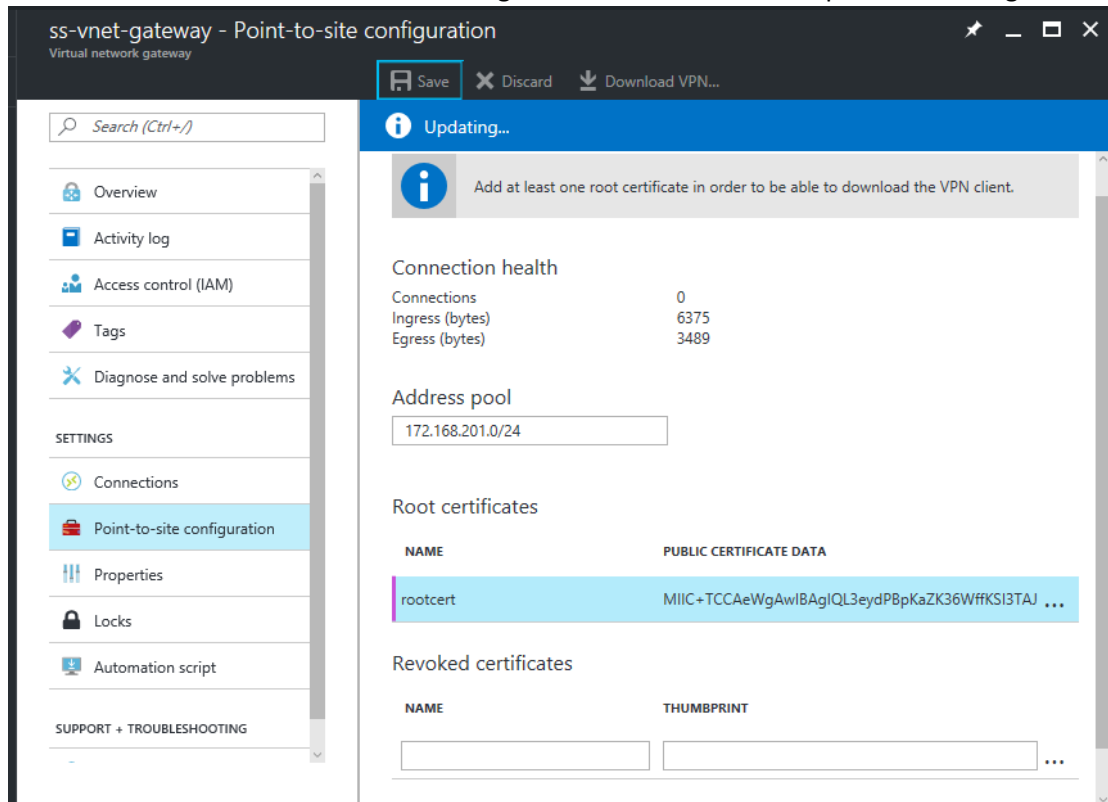 ss-vnet-gateway - Point-to-site configuration
Virtual network gateway
Save Discard Download VPN...
Search (Ctrl+/)
Updating...
Add at least one root certificate in order to be able to download the VPN client.
Overview
Activity log
Access control (IAM)
Tags
Diagnose and solve problems
SETTINGS
Connections
Point-to-site configuration
Properties
Locks
Automation script
SUPPORT + TROUBLESHOOTING
Connection health
Connections 0
Ingress (bytes) 6375
Egress (bytes) 3489
Address pool
172.168.201.0/24
Root certificates
NAME PUBLIC CERTIFICATE DATA
rootcert MIIC+TCCAeWgAwIBAgIQL3eydPBpKaZK36WffKSI3TAJ ...
Revoked certificates
NAME THUMBPRINT
...